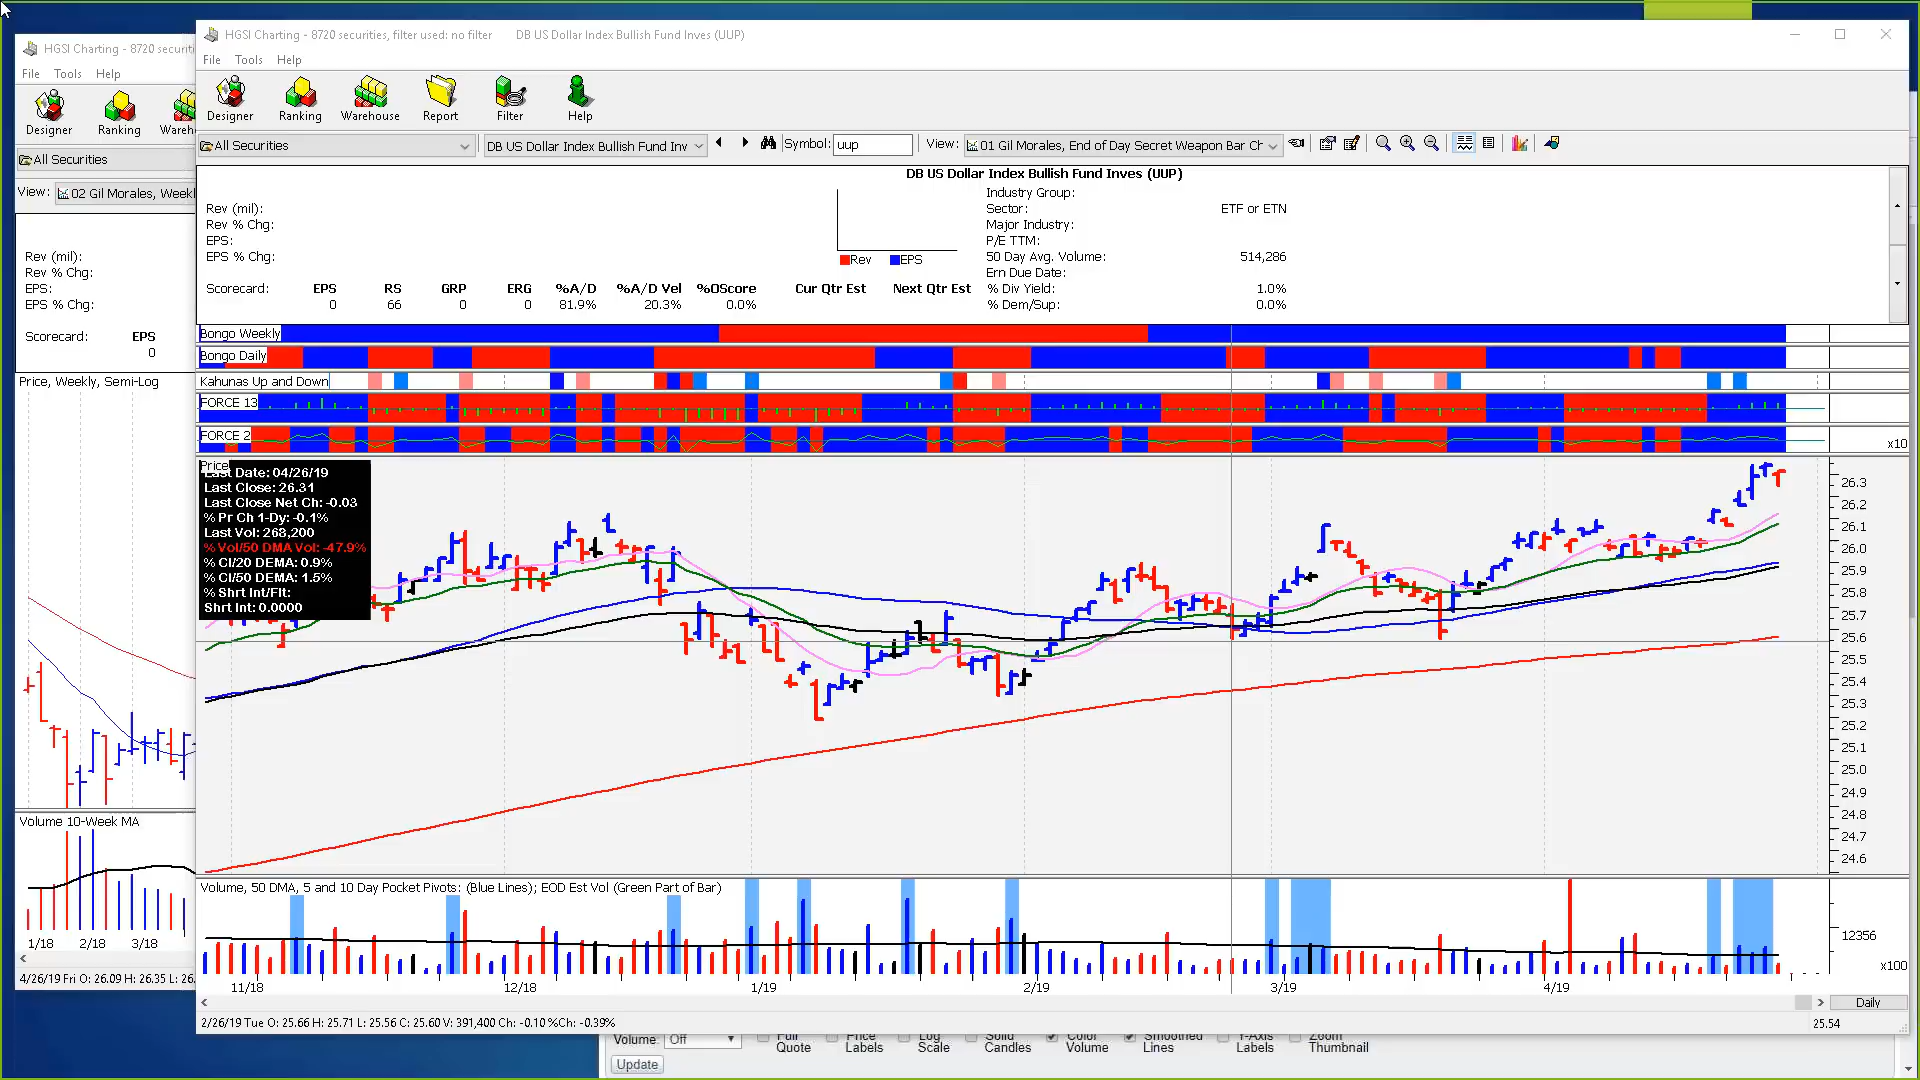 HGSI Charting - 8720 securities, filter used: no filter DB US Dollar Index Bullish Fund Inves (UUP)
File Tools Help
Designer Ranking Warehouse Report Filter Help
All Securities DB US Dollar Index Bullish Fund Inv Symbol: uup View: 01 Gil Morales, End of Day Secret Weapon Bar Ch
DB US Dollar Index Bullish Fund Inves (UUP)
Industry Group:
Rev (mil): Sector: ETF or ETN
Rev % Chg: Major Industry:
EPS: P/E TTM:
EPS % Chg: Rev EPS 50 Day Avg. Volume: 514,286
Ern Due Date:
Scorecard: EPS RS GRP ERG %A/D %A/D Vel %OScore Cur Qtr Est Next Qtr Est % Div Yield: 1.0%
0 66 0 0 81.9% 20.3% 0.0% % Dem/Sup: 0.0%
Bongo Weekly
Bongo Daily
Kahunas Up and Down
FORCE 13
FORCE 2
x10
Price
Last Date: 04/26/19
Last Close: 26.31
Last Close Net Ch: -0.03
% Pr Ch 1-Dy: -0.1%
Last Vol: 268,200
% Vol/50 DMA Vol: -47.9%
% Cl/20 DEMA: 0.9%
% Cl/50 DEMA: 1.5%
% Shrt Int/Flt:
Shrt Int: 0.0000
26.3
26.2
26.1
26.0
25.9
25.8
25.7
25.6
25.5
25.4
25.3
25.2
25.1
25.0
24.9
24.8
24.7
24.6
Volume, 50 DMA, 5 and 10 Day Pocket Pivots: (Blue Lines); EOD Est Vol (Green Part of Bar)
12356
x100
11/18 12/18 1/19 2/19 3/19 4/19
Daily
2/26/19 Tue O: 25.66 H: 25.71 L: 25.56 C: 25.60 V: 391,400 Ch: -0.10 %Ch: -0.39% 25.54
HGSI Charting - 8720 securiti
File Tools Help
Designer Ranking Wareh
All Securities
View: 02 Gil Morales, Weekl
Rev (mil):
Rev % Chg:
EPS:
EPS % Chg:
Scorecard: EPS
0
Price, Weekly, Semi-Log
Volume 10-Week MA
1/18 2/18 3/18
4/26/19 Fri O: 26.09 H: 26.35 L: 26.
Volume: Off Full Quote Price Labels Log Scale Solid Candles Color Volume Smoothed Lines Y-Axis Labels Zoom Thumbnail
Update